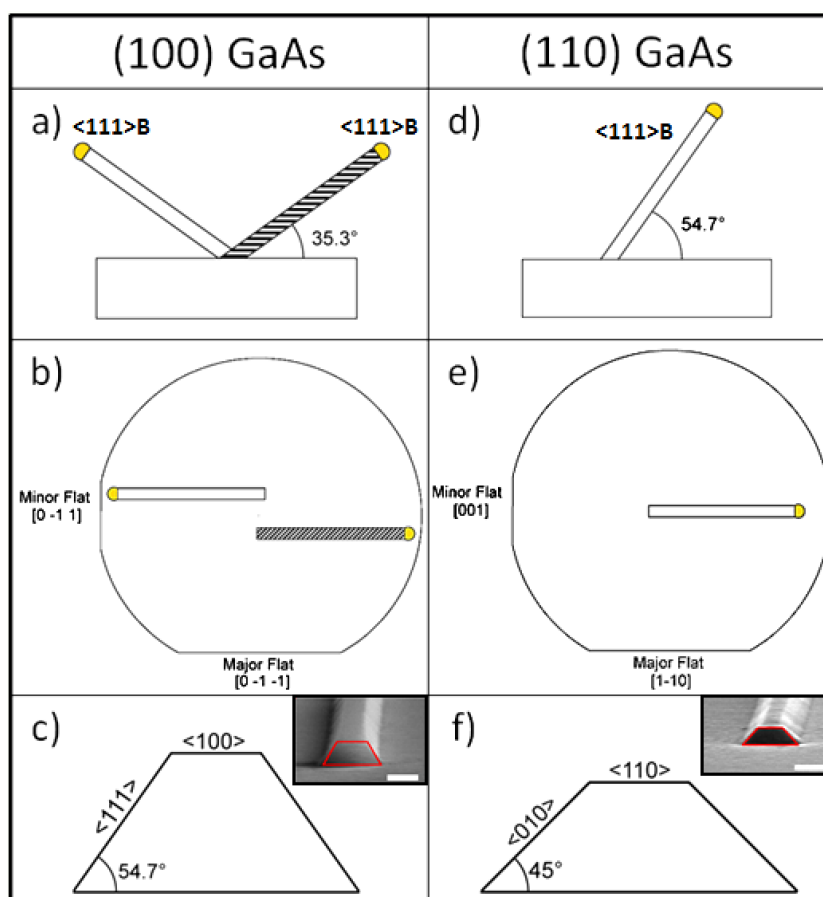 (100) GaAs
(110) GaAs
a)
<111>B
<111>B
35.3°
d)
<111>B
54.7°
b)
Minor Flat
[0 -1 1]
Major Flat
[0 -1 -1]
e)
Minor Flat
[001]
Major Flat
[1-10]
c)
<100>
<111>
54.7°
f)
<110>
<010>
45°